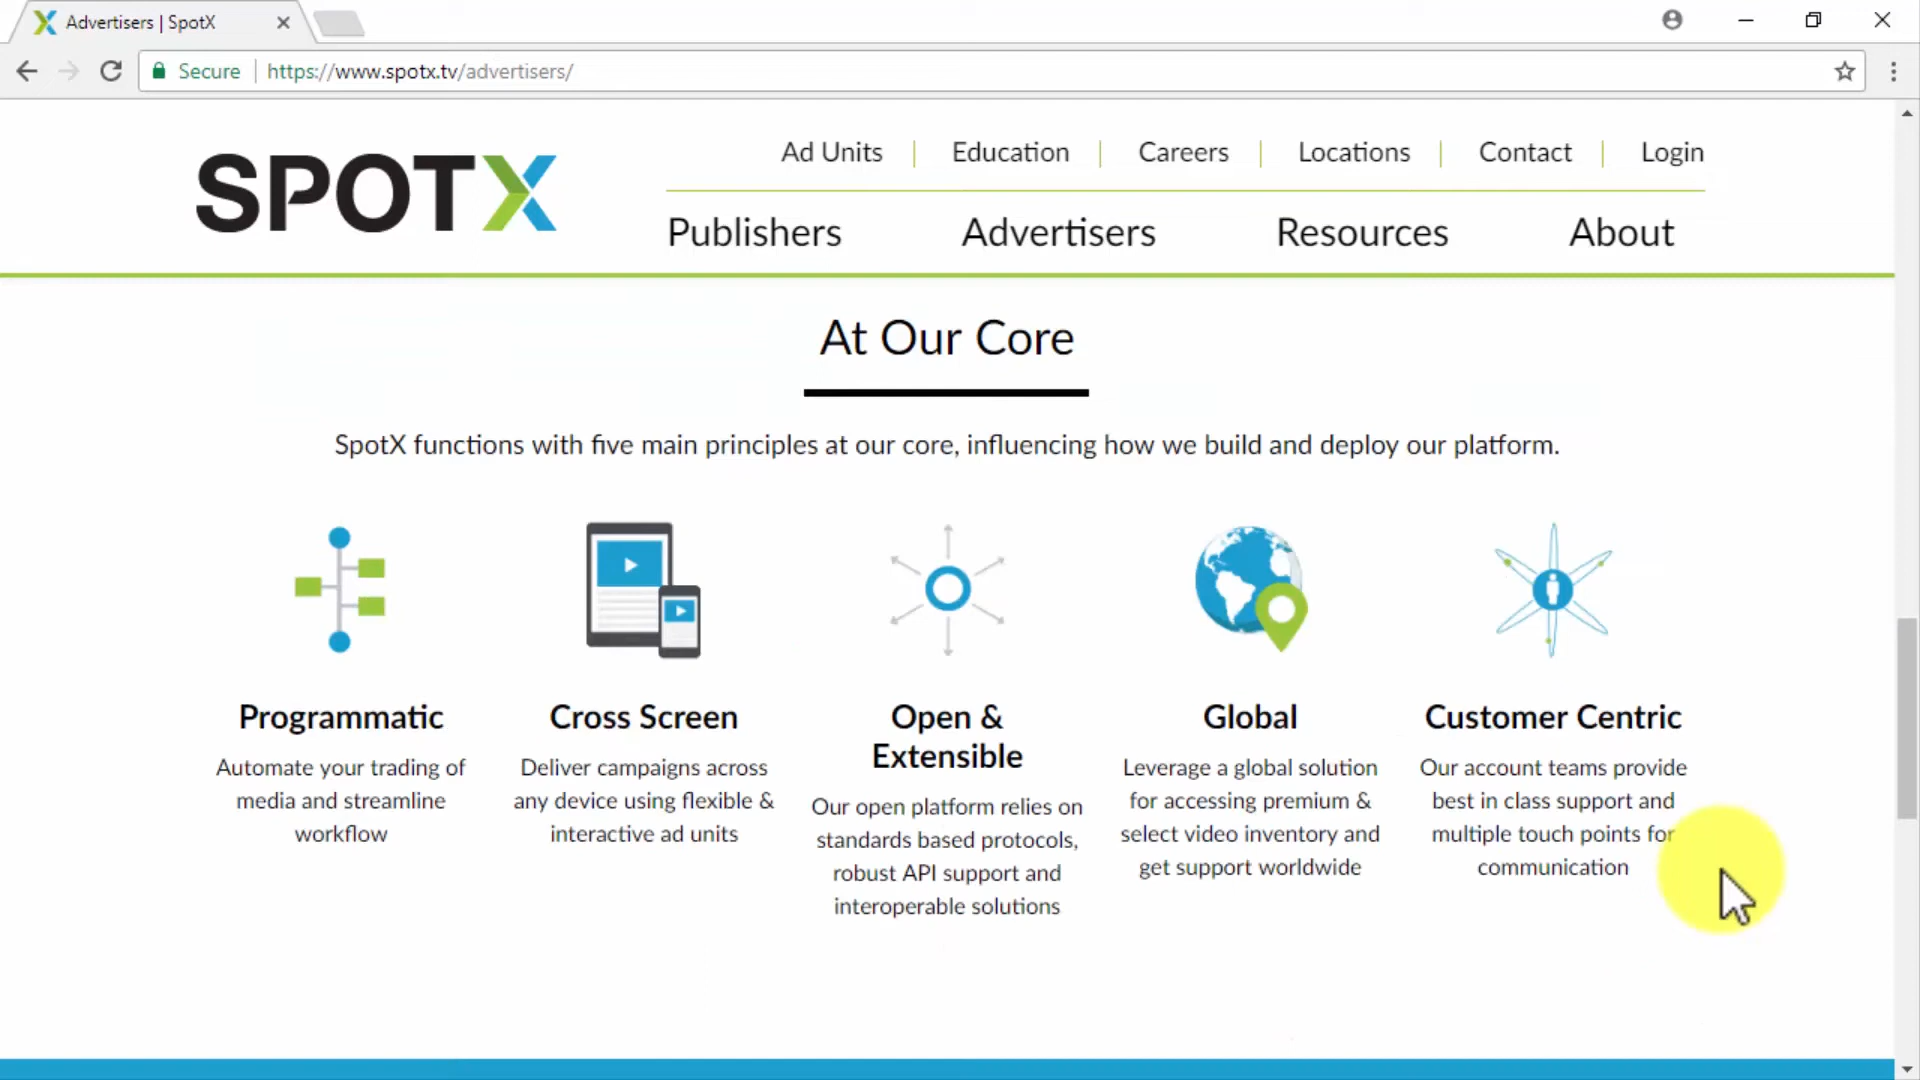 Advertisers | SpotX
Secure https://www.spotx.tv/advertisers/
SPOTX
Ad Units Education Careers Locations Contact Login
Publishers Advertisers Resources About
At Our Core
SpotX functions with five main principles at our core, influencing how we build and deploy our platform.
Programmatic
Automate your trading of
media and streamline
workflow
Cross Screen
Deliver campaigns across
any device using flexible &
interactive ad units
Open &
Extensible
Our open platform relies on
standards based protocols,
robust API support and
interoperable solutions
Global
Leverage a global solution
for accessing premium &
select video inventory and
get support worldwide
Customer Centric
Our account teams provide
best in class support and
multiple touch points for
communication